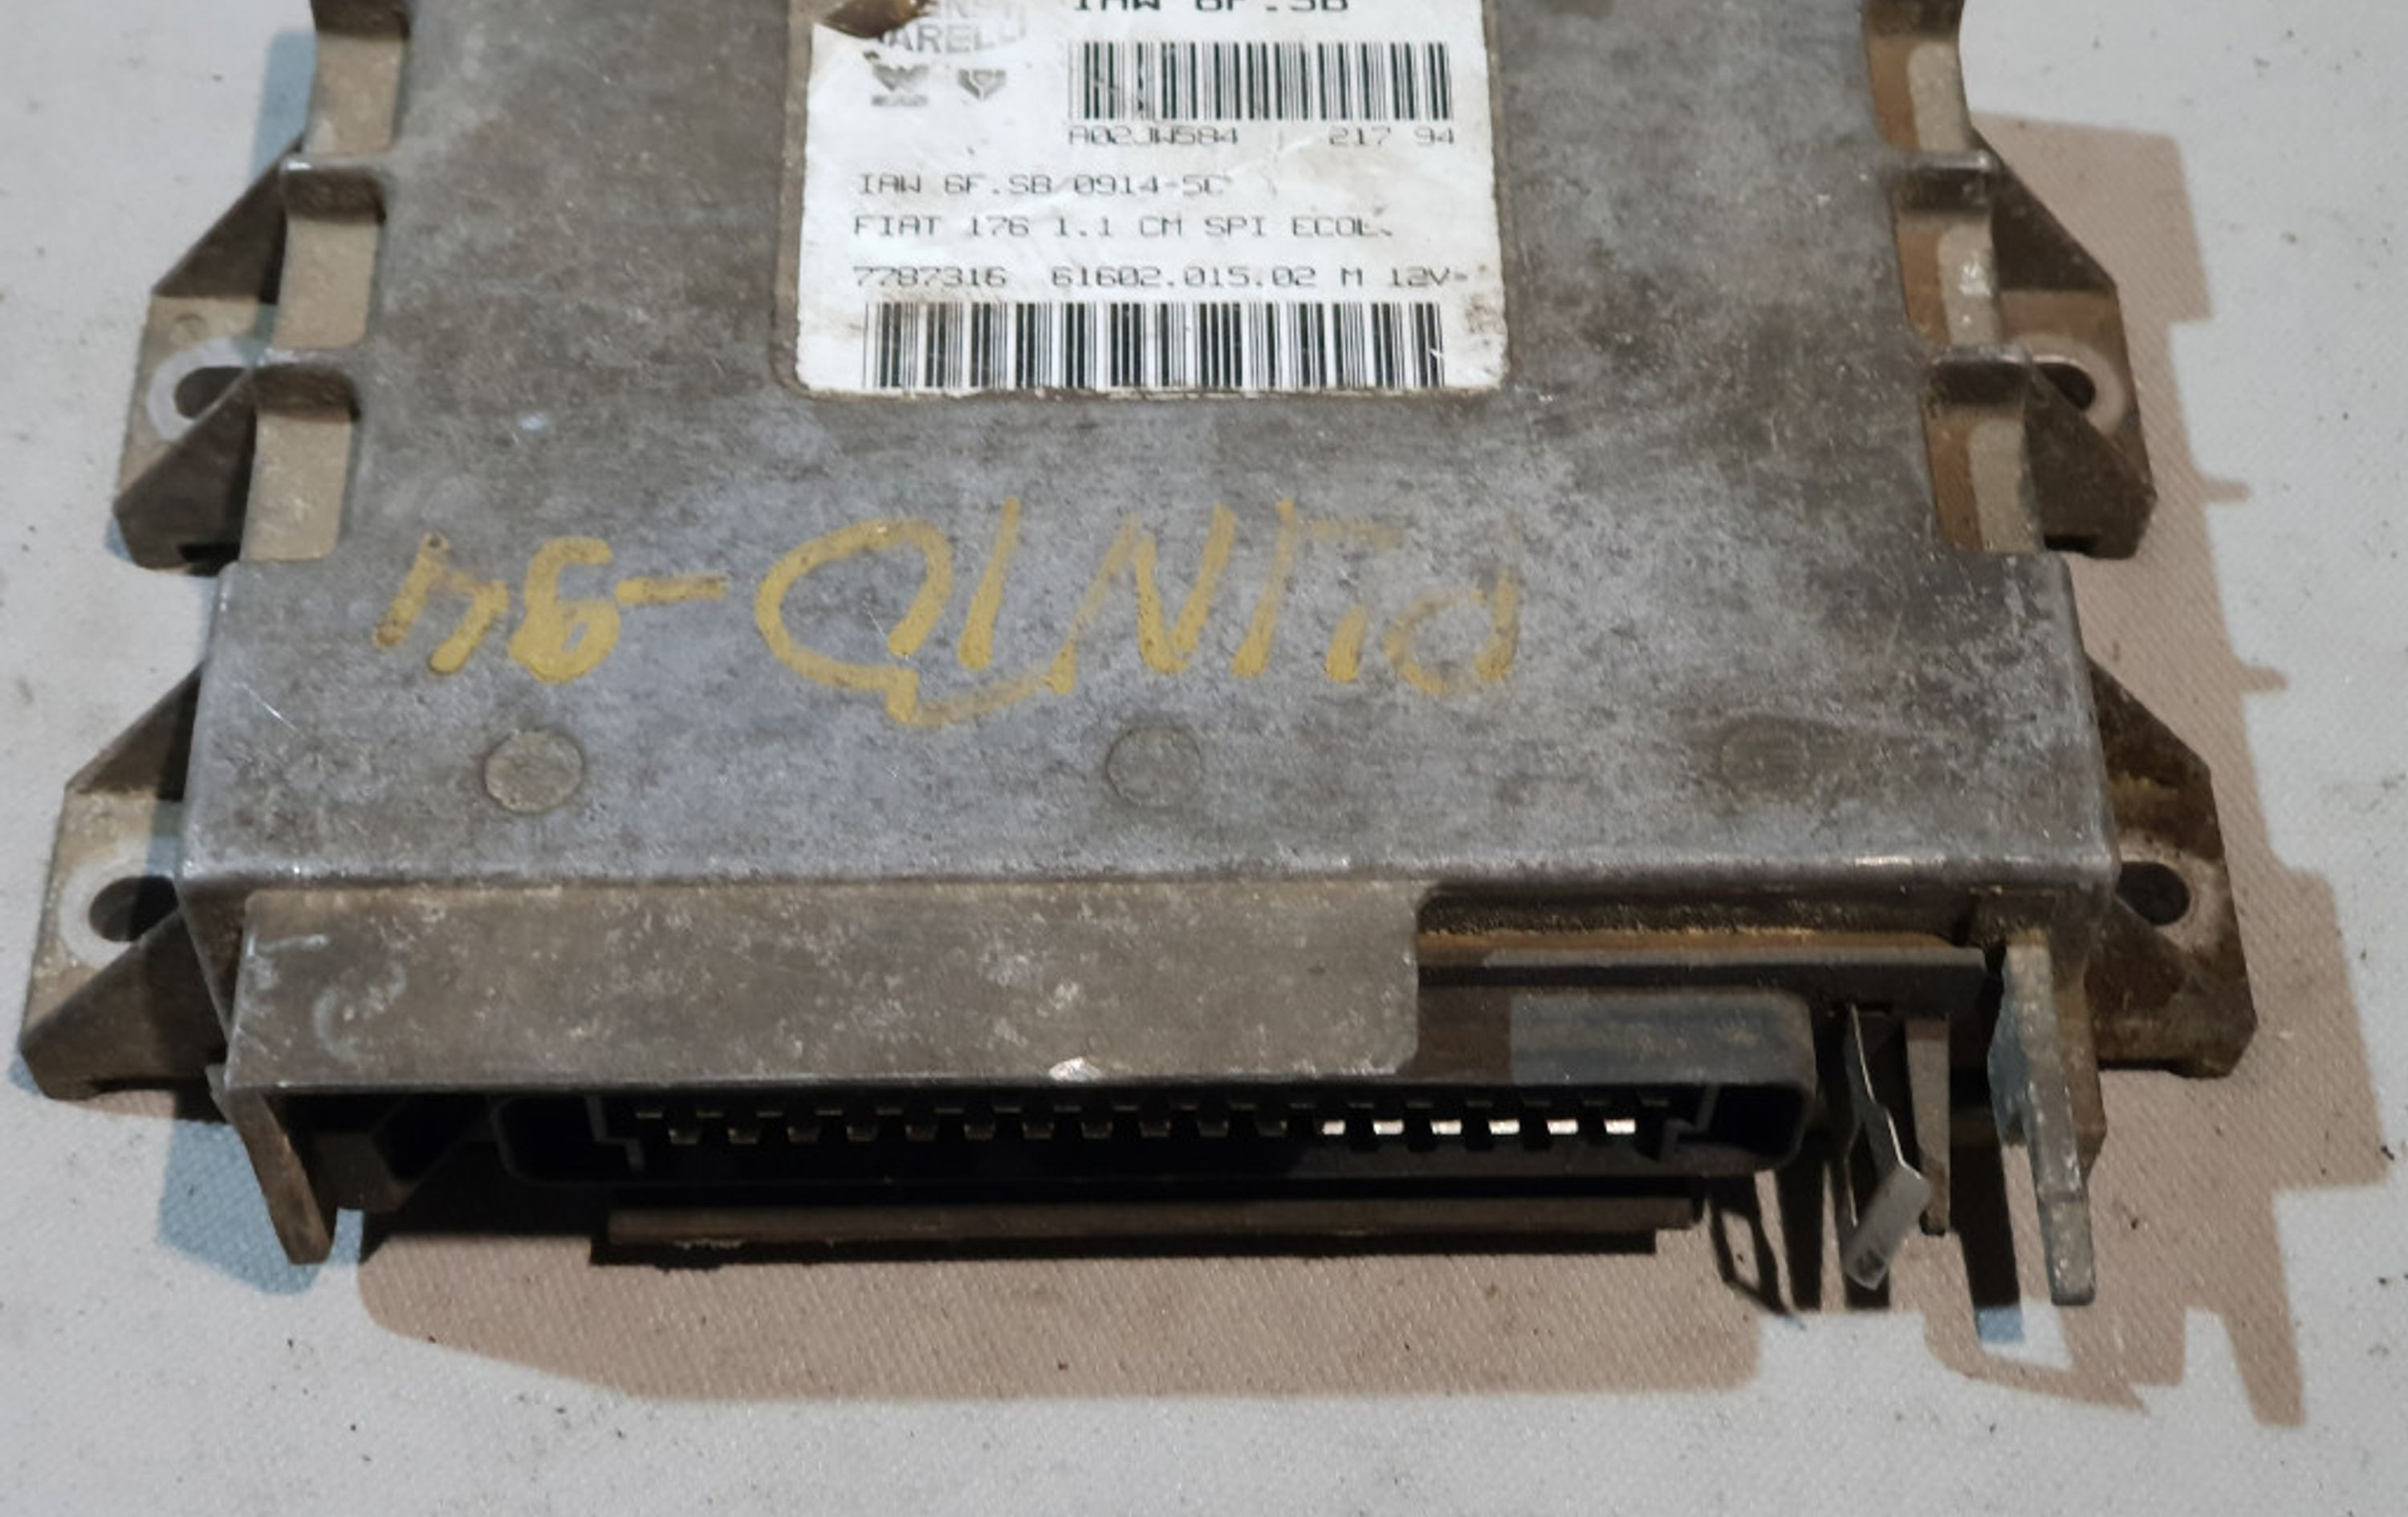 IAW 6F.SB
MARELLI
A02JW584 217 94
IAW 6F.SB/0914-5C
FIAT 176 1.1 CM SPI ECOL.
7787316 61602.015.02 M 12V=
PUNTO-94